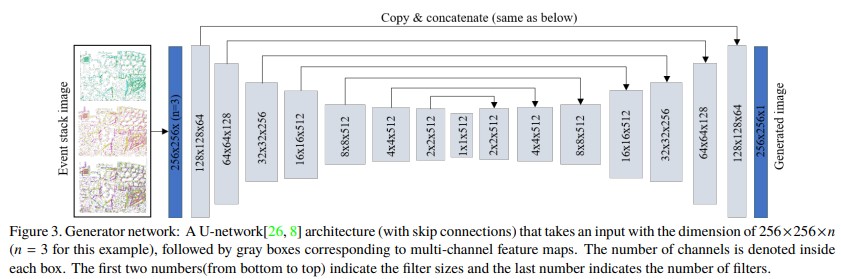 Copy & concatenate (same as below)
Event stack image
256x256x (n=3)
128x128x64
64x64x128
32x32x256
16x16x512
8x8x512
4x4x512
2x2x512
1x1x512
2x2x512
4x4x512
8x8x512
16x16x512
32x32x256
64x64x128
128x128x64
256x256x1
Generated image
Figure 3. Generator network: A U-network[26, 8] architecture (with skip connections) that takes an input with the dimension of 256×256×n
(n = 3 for this example), followed by gray boxes corresponding to multi-channel feature maps. The number of channels is denoted inside
each box. The first two numbers(from bottom to top) indicate the filter sizes and the last number indicates the number of filters.